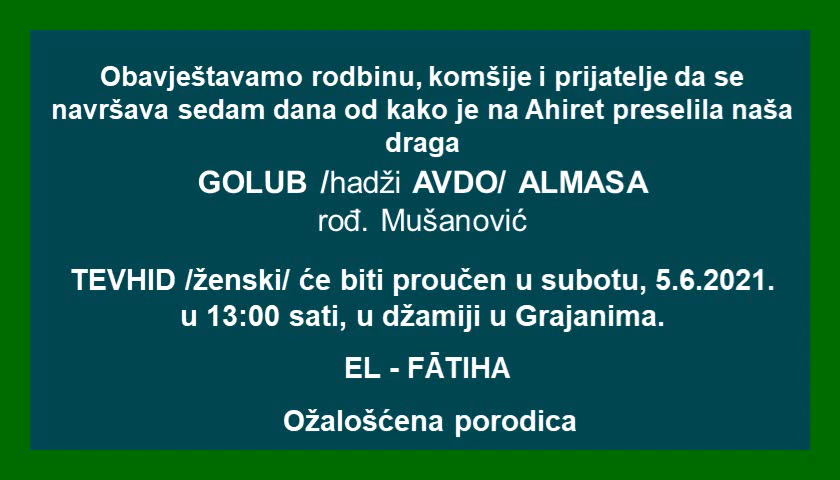 Obavještavamo rodbinu, komšije i prijatelje da se
navršava sedam dana od kako je na Ahiret preselila naša
draga
GOLUB /hadži AVDO/ ALMASA
rođ. Mušanović
TEVHID /ženski/ će biti proučen u subotu, 5.6.2021.
u 13:00 sati, u džamiji u Grajanima.
EL - FĀTIHA
Ožalošćena porodica